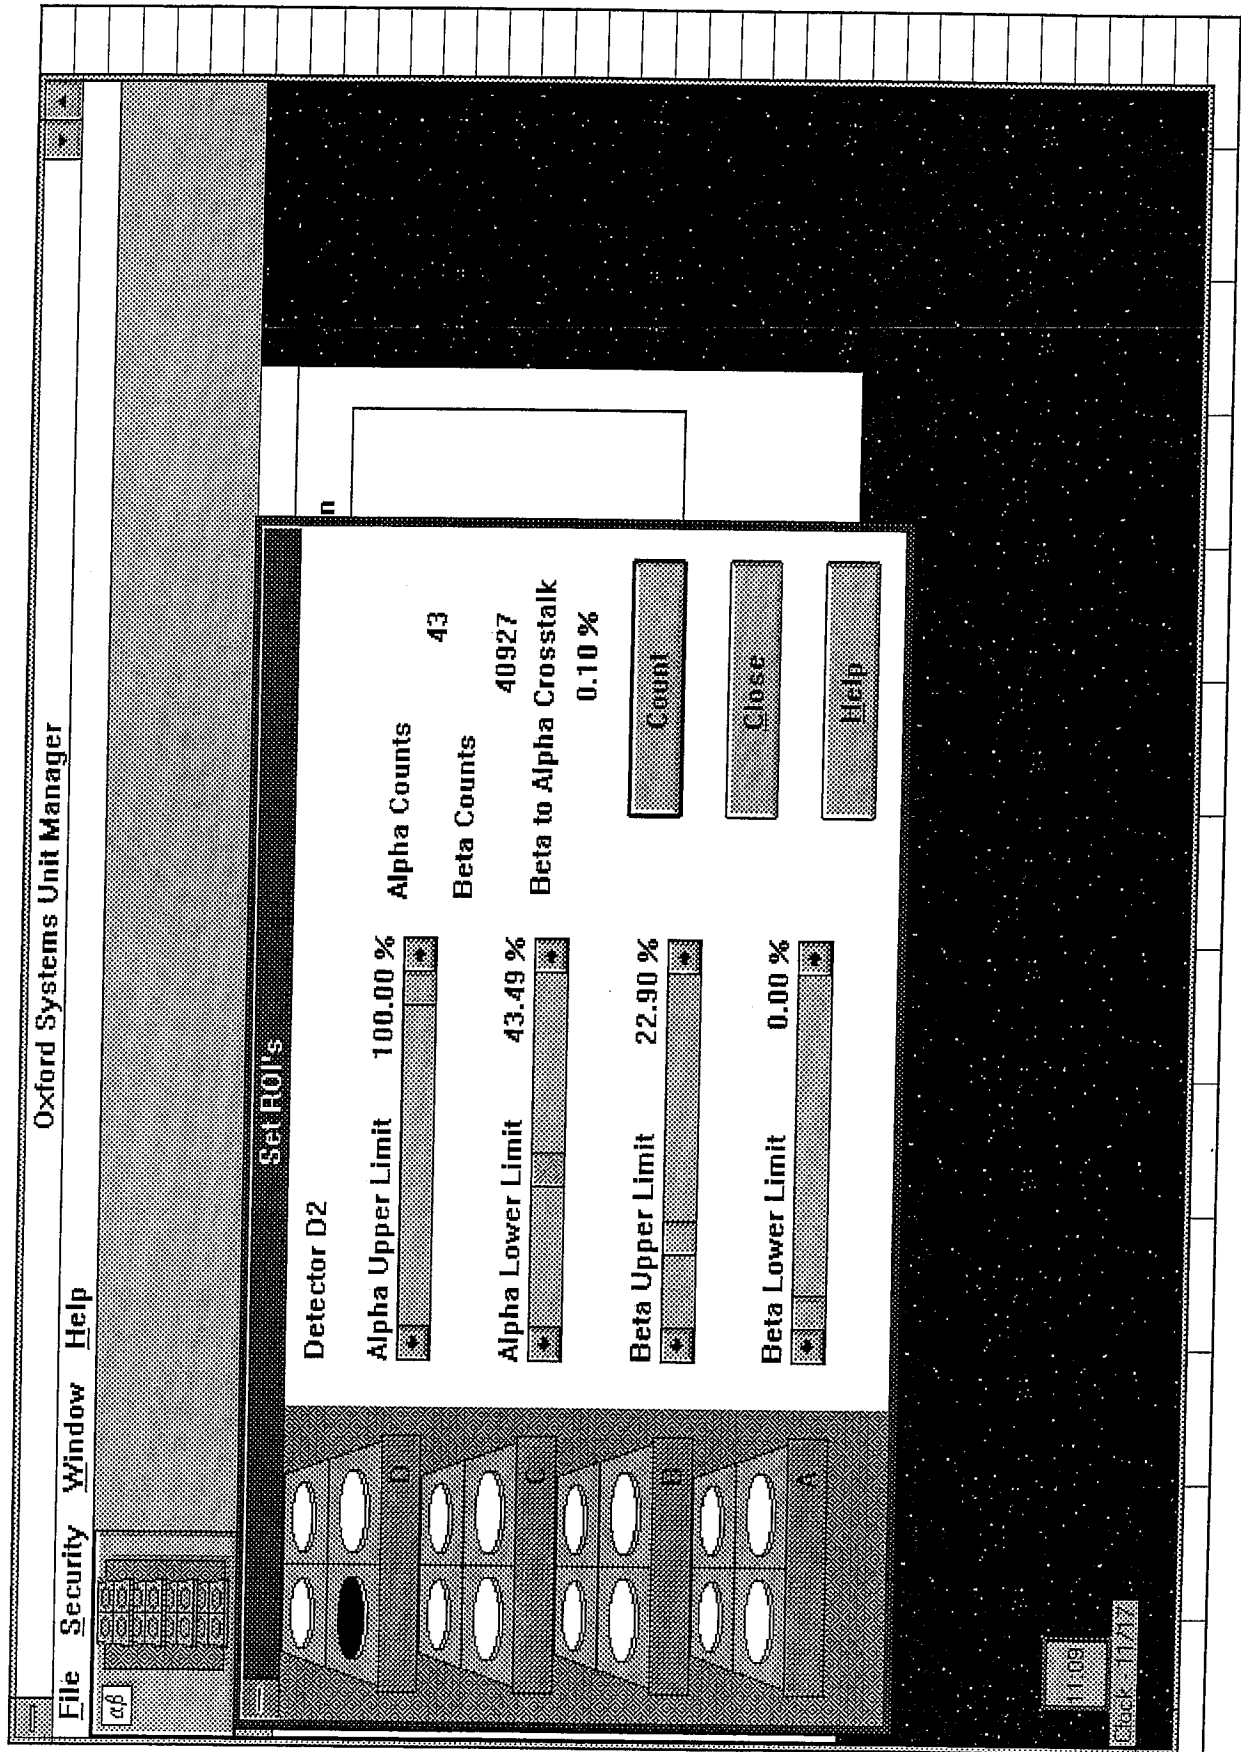 Oxford Systems Unit Manager
File Security Window Help
αβ
Set ROI's
n
Detector D2
Alpha Upper Limit 100.00 %
Alpha Lower Limit 43.49 %
Beta Upper Limit 22.90 %
Beta Lower Limit 0.00 %
Alpha Counts
43
Beta Counts
40927
Beta to Alpha Crosstalk
0.10 %
Count
Close
Help
D
C
B
A
11:09